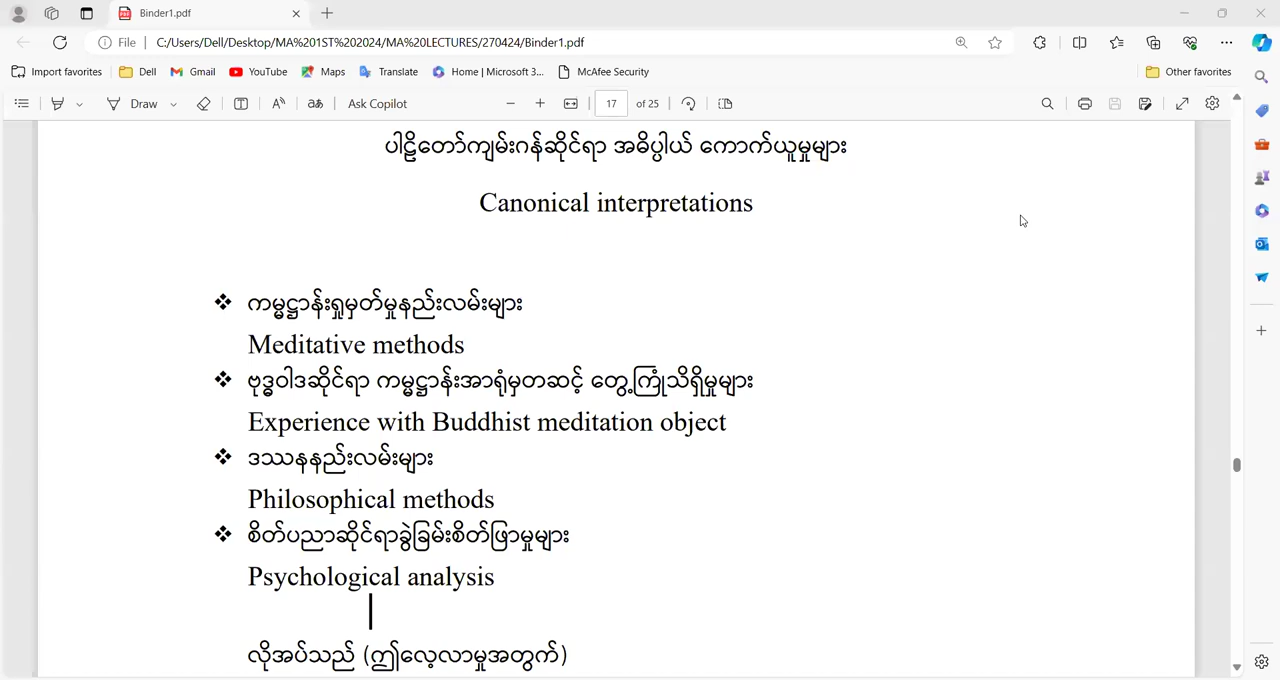 Binder1.pdf
File
C:/Users/Dell/Desktop/MA%201ST%202024/MA%20LECTURES/270424/Binder1.pdf
Import favorites Dell Gmail YouTube Maps Translate Home | Microsoft 3... McAfee Security Other favorites
Draw aあ Ask Copilot 17 of 25
ပါဠိတော်ကျမ်းဂန်ဆိုင်ရာ အဓိပ္ပါယ် ကောက်ယူမှုများ
Canonical interpretations
❖ ကမ္မဋ္ဌာန်းရှုမှတ်မှုနည်းလမ်းများ
Meditative methods
❖ ဗုဒ္ဓဝါဒဆိုင်ရာ ကမ္မဋ္ဌာန်းအာရုံမှတဆင့် တွေ့ကြုံသိရှိမှုများ
Experience with Buddhist meditation object
❖ ဒဿနနည်းလမ်းများ
Philosophical methods
❖ စိတ်ပညာဆိုင်ရာခွဲခြမ်းစိတ်ဖြာမှုများ
Psychological analysis
လိုအပ်သည် (ဤလေ့လာမှုအတွက်)